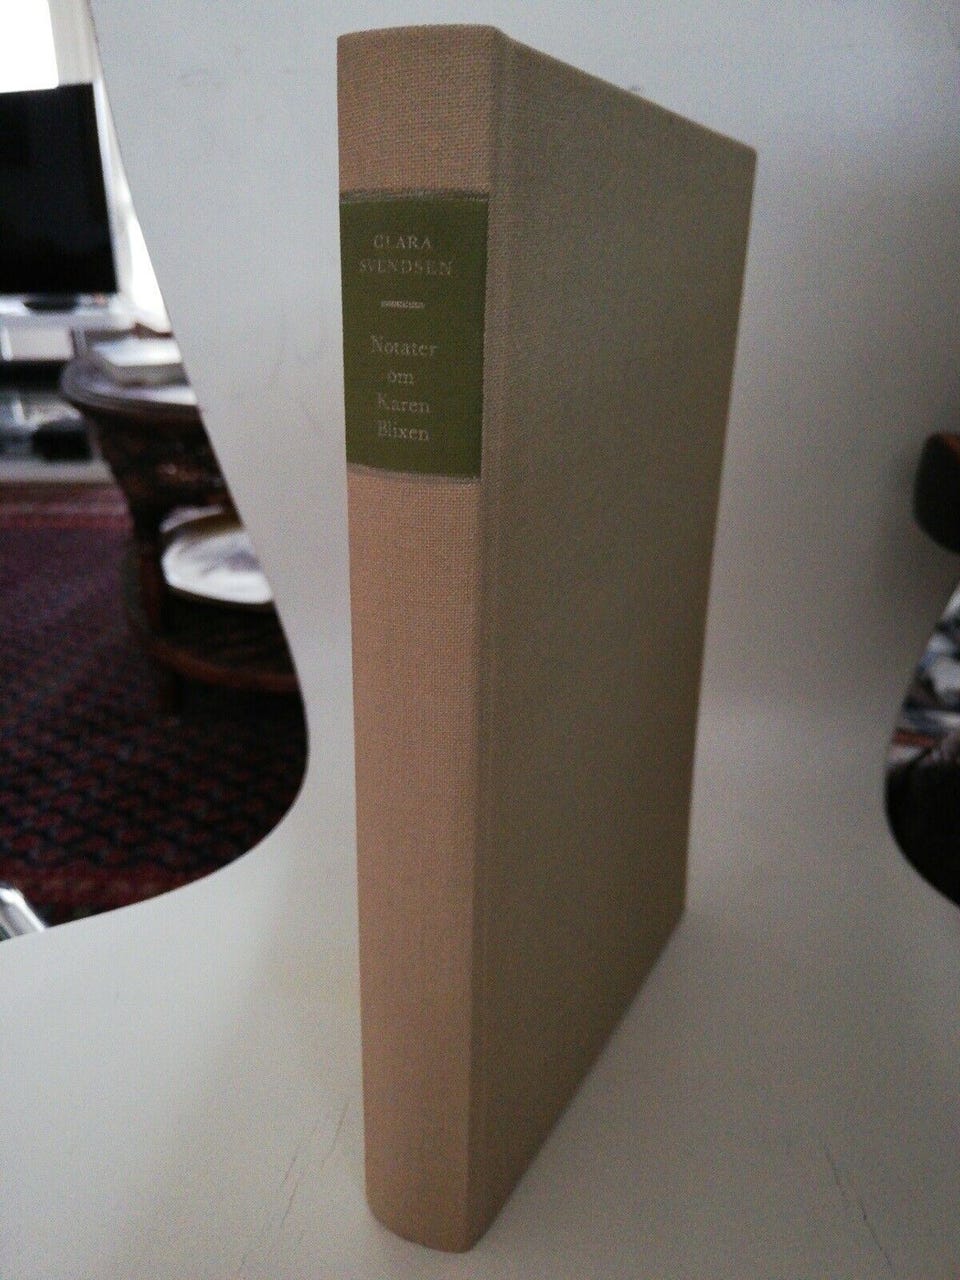 CLARA
SVENDSEN
Notater
om
Karen
Blixen